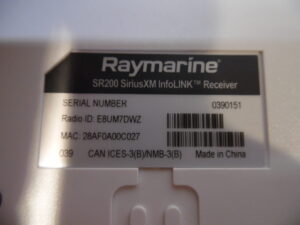 Raymarine®
SR200 SiriusXM InfoLINK™ Receiver
SERIAL NUMBER 0390151
Radio ID: E8UM7DWZ
MAC: 28AF0A00C027
039 CAN ICES-3(B)/NMB-3(B) Made in China